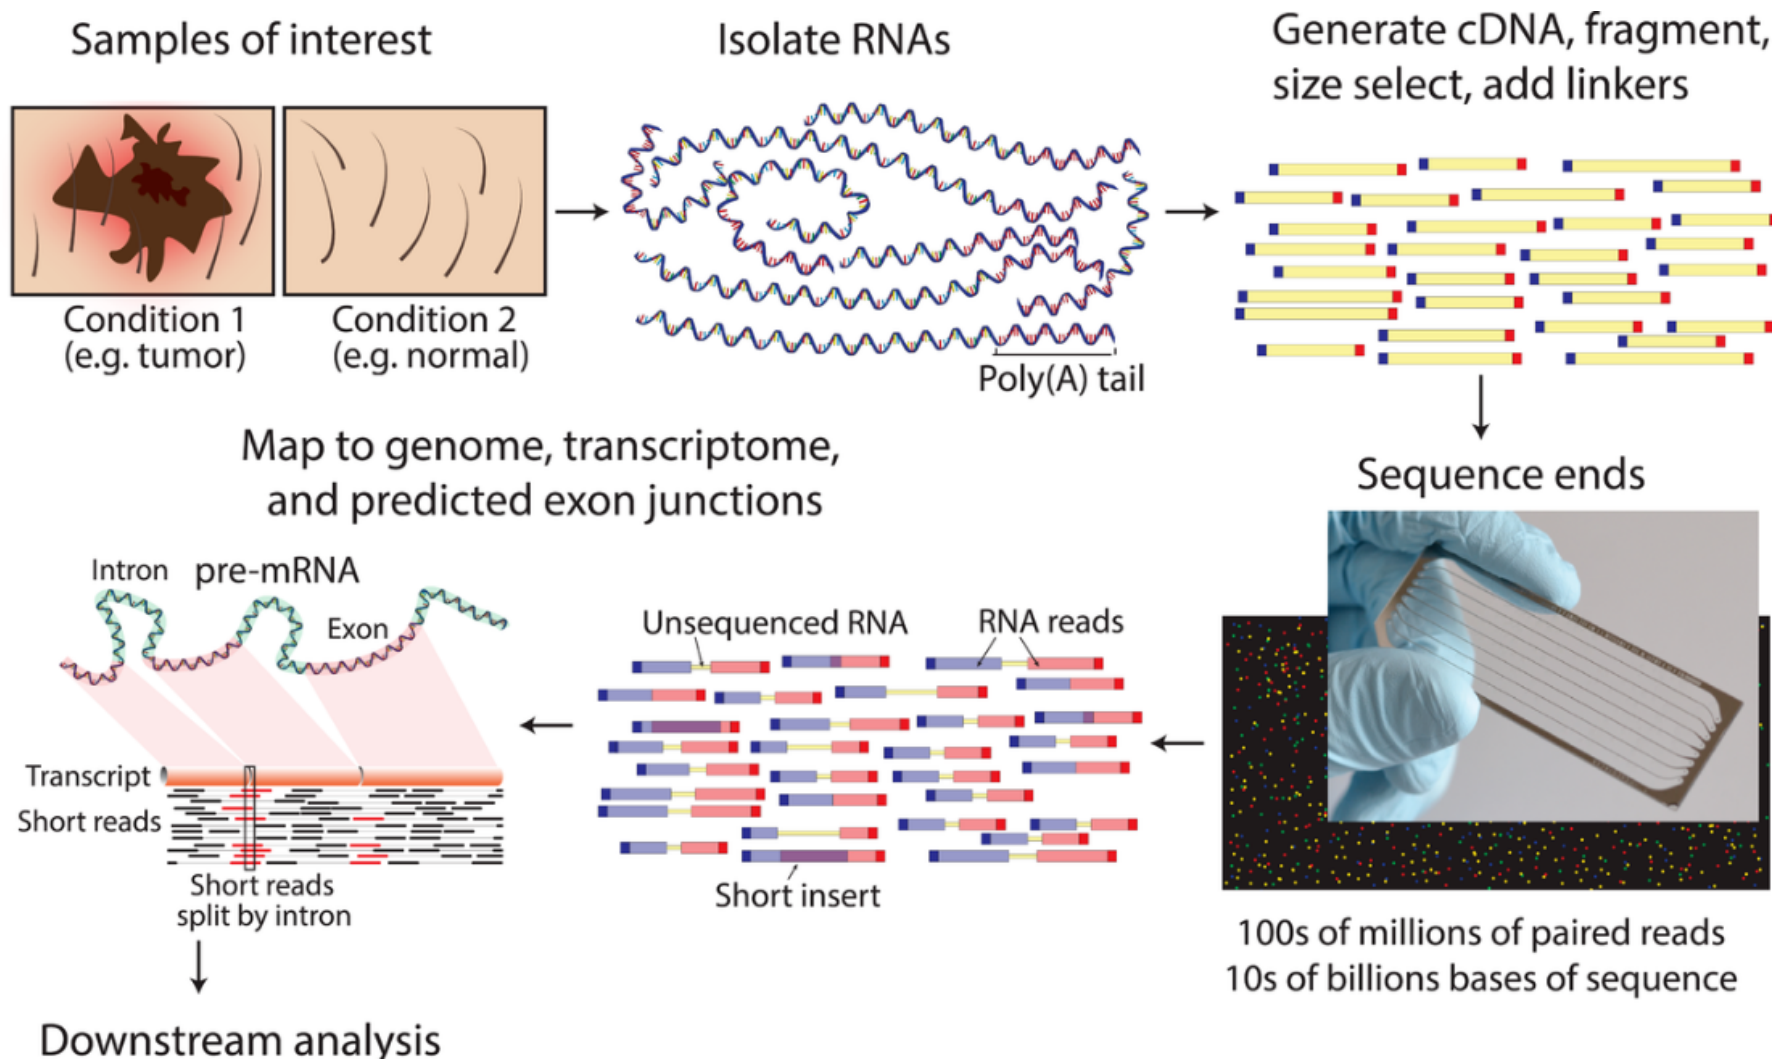 Samples of interest
Condition 1
(e.g. tumor)
Condition 2
(e.g. normal)
Isolate RNAs
Poly(A) tail
Generate cDNA, fragment,
size select, add linkers
Sequence ends
100s of millions of paired reads
10s of billions bases of sequence
Unsequenced RNA
RNA reads
Short insert
Map to genome, transcriptome,
and predicted exon junctions
Intron
pre-mRNA
Exon
Transcript
Short reads
Short reads
split by intron
Downstream analysis